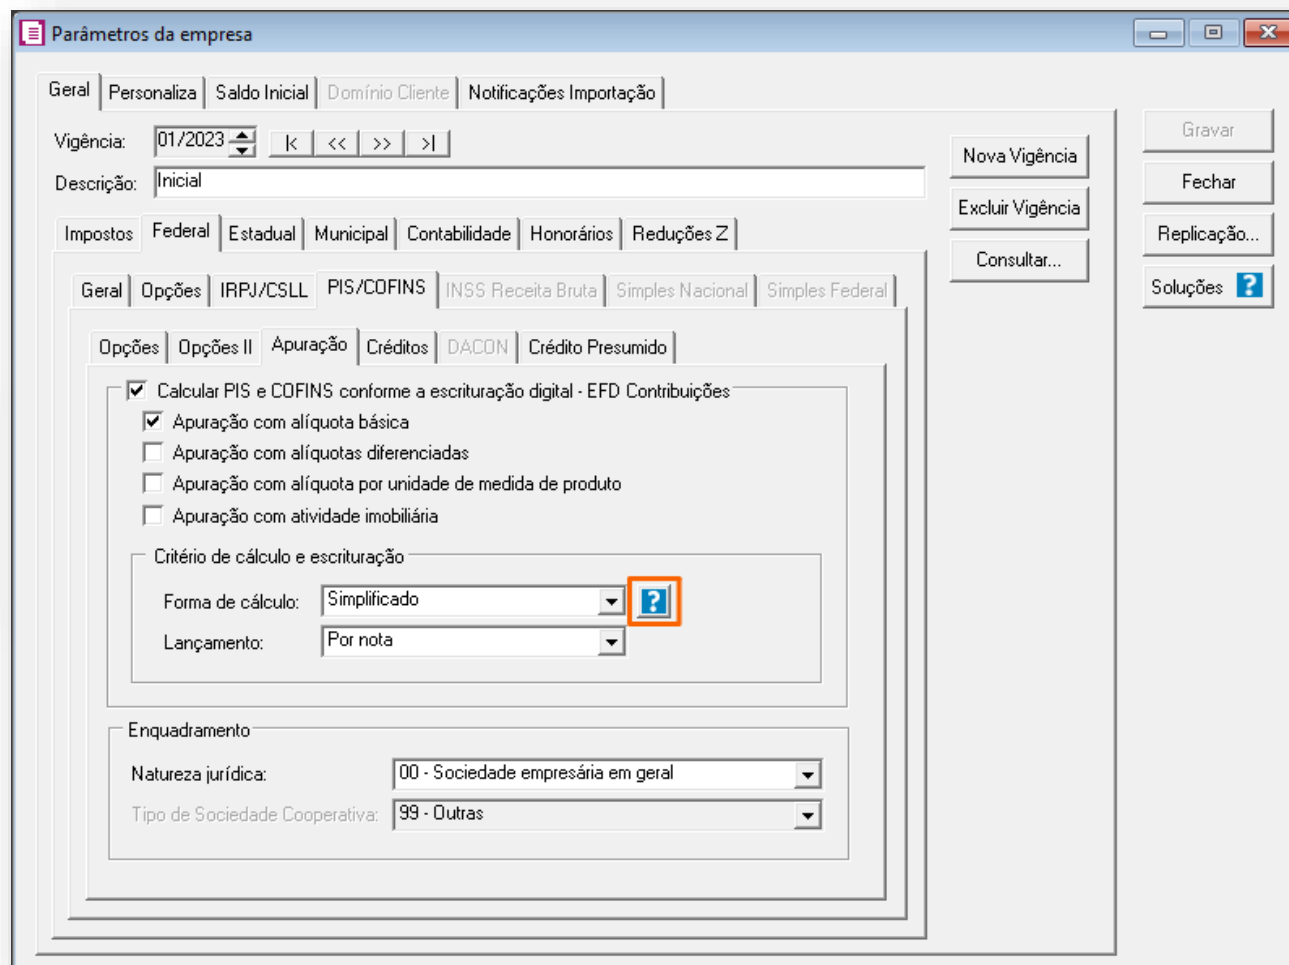 Parâmetros da empresa
Geral Personaliza Saldo Inicial Domínio Cliente Notificações Importação
Gravar
Vigência: 01/2023 |< << >> >|
Nova Vigência
Fechar
Descrição: Inicial
Excluir Vigência
Impostos Federal Estadual Municipal Contabilidade Honorários Reduções Z
Replicação...
Consultar...
Geral Opções IRPJ/CSLL PIS/COFINS INSS Receita Bruta Simples Nacional Simples Federal
Soluções ?
Opções Opções II Apuração Créditos DACON Crédito Presumido
Calcular PIS e COFINS conforme a escrituração digital - EFD Contribuições
Apuração com alíquota básica
Apuração com alíquotas diferenciadas
Apuração com alíquota por unidade de medida de produto
Apuração com atividade imobiliária
Critério de cálculo e escrituração
Forma de cálculo: Simplificado ?
Lançamento: Por nota
Enquadramento
Natureza jurídica: 00 - Sociedade empresária em geral
Tipo de Sociedade Cooperativa: 99 - Outras